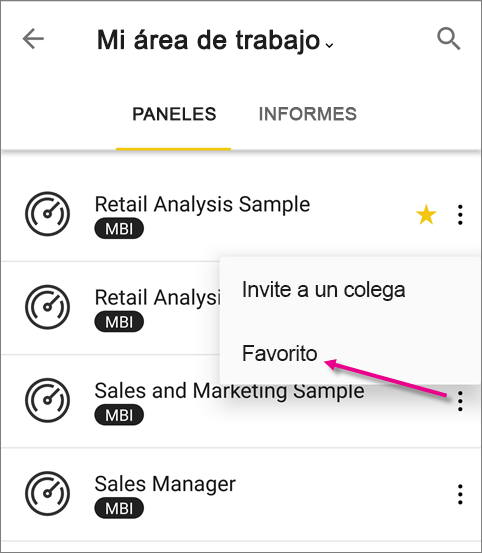 Mi área de trabajo
PANELES INFORMES
Retail Analysis Sample
MBI
Retail Analysi
MBI
Invite a un colega
Favorito
Sales and Marketing Sample
MBI
Sales Manager
MBI